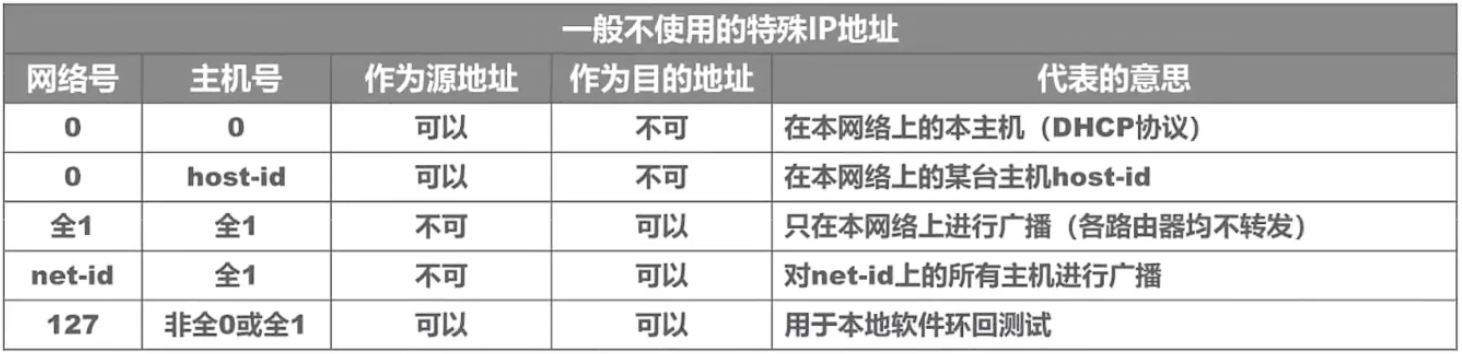 一般不使用的特殊IP地址
网络号 主机号 作为源地址 作为目的地址 代表的意思
0 0 可以 不可 在本网络上的本主机（DHCP协议）
0 host-id 可以 不可 在本网络上的某台主机host-id
全1 全1 不可 可以 只在本网络上进行广播（各路由器均不转发）
net-id 全1 不可 可以 对net-id上的所有主机进行广播
127 非全0或全1 可以 可以 用于本地软件环回测试